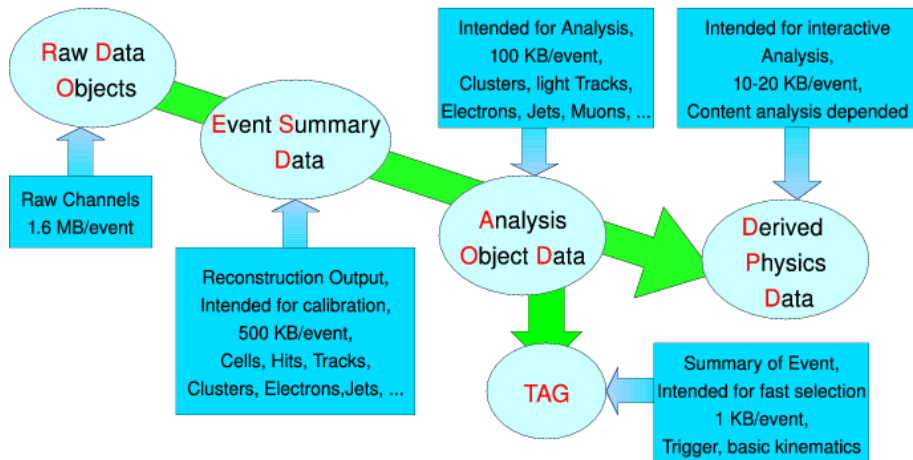 Raw Data
Objects
Raw Channels
1.6 MB/event
Event Summary
Data
Reconstruction Output,
Intended for calibration,
500 KB/event,
Cells, Hits, Tracks,
Clusters, Electrons,Jets, ...
Intended for Analysis,
100 KB/event,
Clusters, light Tracks,
Electrons, Jets, Muons, ...
Analysis
Object Data
Intended for interactive
Analysis,
10-20 KB/event,
Content analysis depended
Derived
Physics
Data
TAG
Summary of Event,
Intended for fast selection
1 KB/event,
Trigger, basic kinematics